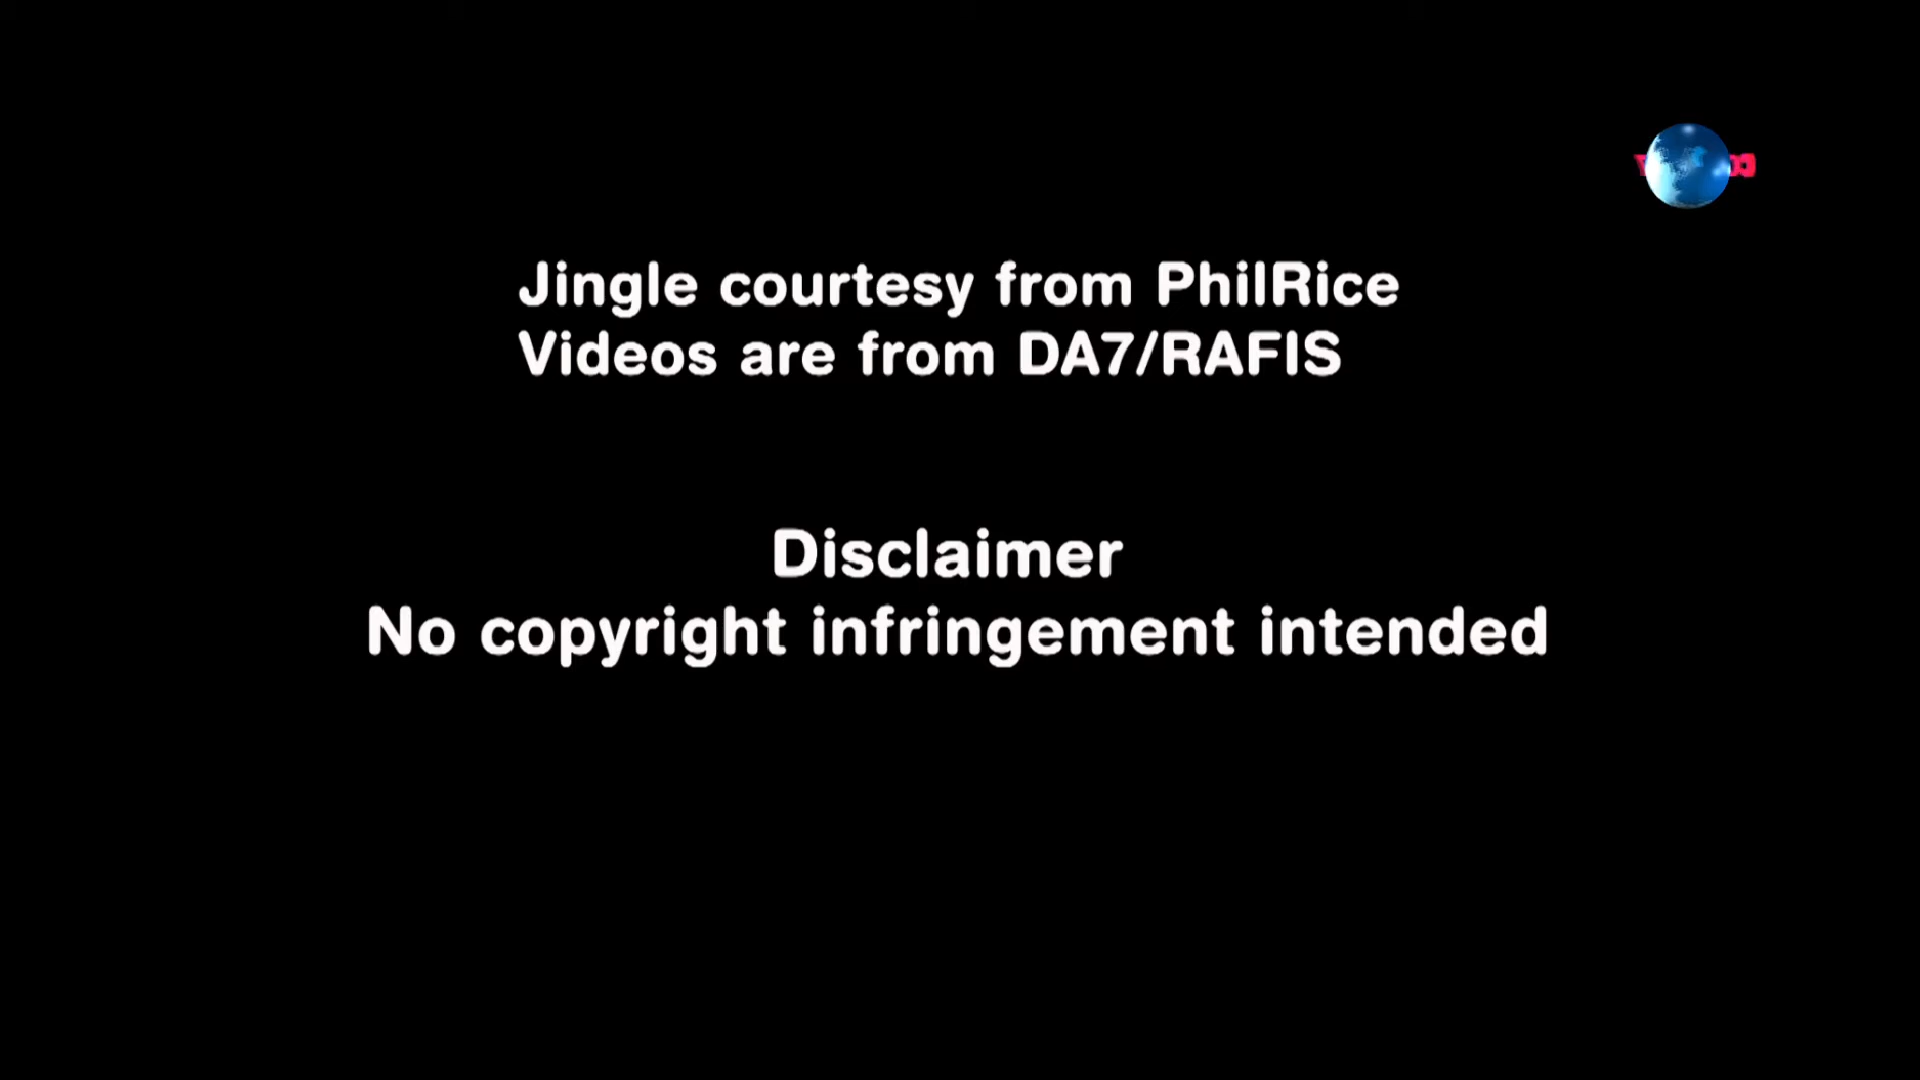 Jingle courtesy from PhilRice
Videos are from DA7/RAFIS
Disclaimer
No copyright infringement intended